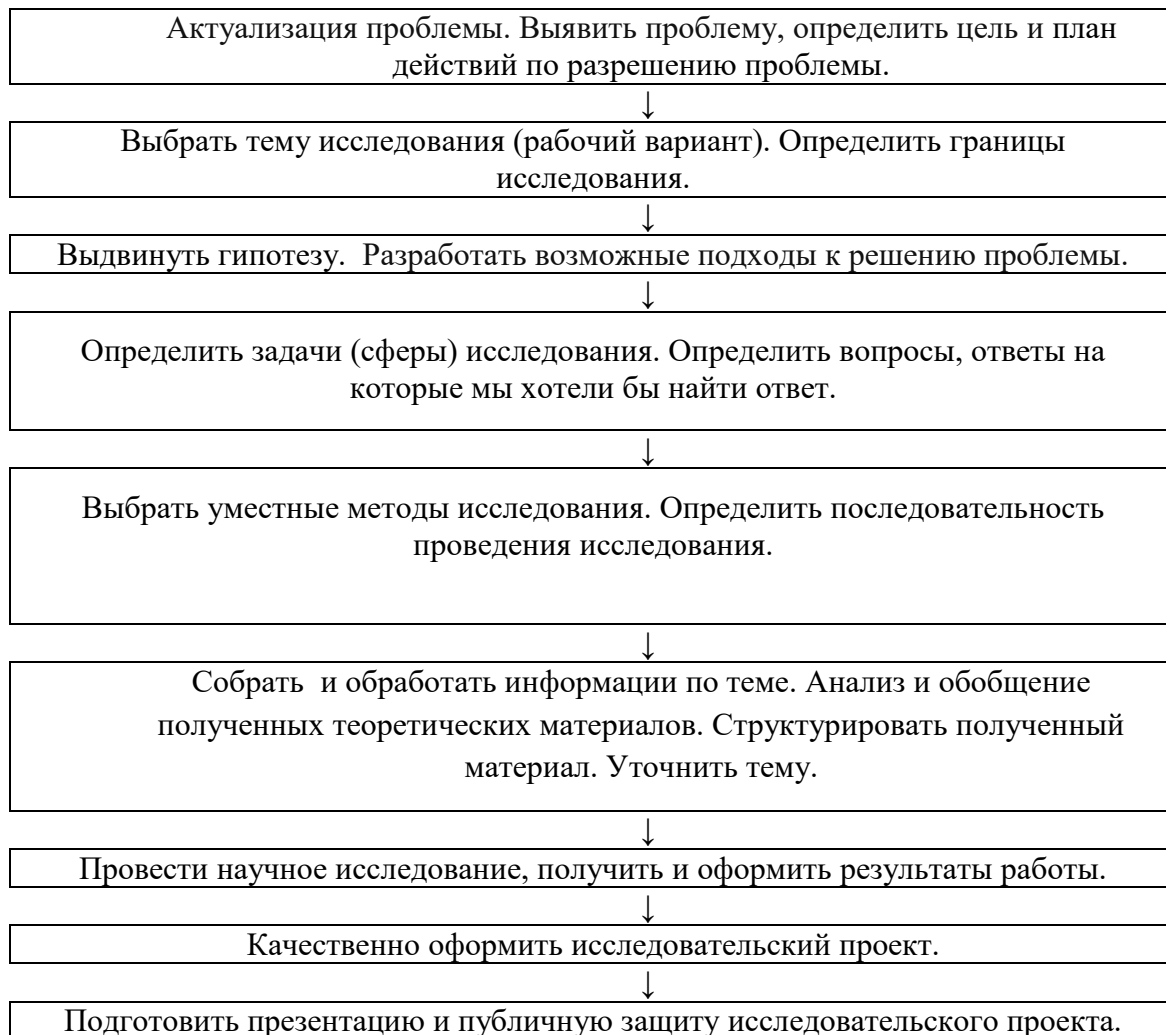 Актуализация проблемы. Выявить проблему, определить цель и план
действий по разрешению проблемы.
↓
Выбрать тему исследования (рабочий вариант). Определить границы
исследования.
↓
Выдвинуть гипотезу.  Разработать возможные подходы к решению проблемы.
↓
Определить задачи (сферы) исследования. Определить вопросы, ответы на
которые мы хотели бы найти ответ.
↓
Выбрать уместные методы исследования. Определить последовательность
проведения исследования.
↓
Собрать  и обработать информации по теме. Анализ и обобщение
полученных теоретических материалов. Структурировать полученный
материал. Уточнить тему.
↓
Провести научное исследование, получить и оформить результаты работы.
↓
Качественно оформить исследовательский проект.
↓
Подготовить презентацию и публичную защиту исследовательского проекта.